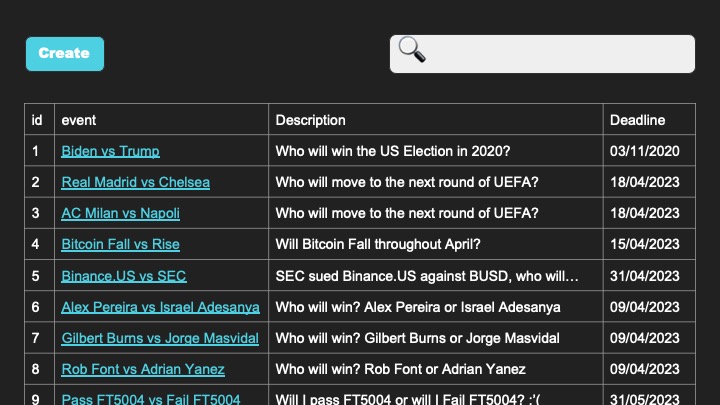 Create
id event Description Deadline
1 Biden vs Trump Who will win the US Election in 2020? 03/11/2020
2 Real Madrid vs Chelsea Who will move to the next round of UEFA? 18/04/2023
3 AC Milan vs Napoli Who will move to the next round of UEFA? 18/04/2023
4 Bitcoin Fall vs Rise Will Bitcoin Fall throughout April? 15/04/2023
5 Binance.US vs SEC SEC sued Binance.US against BUSD, who will... 31/04/2023
6 Alex Pereira vs Israel Adesanya Who will win? Alex Pereira or Israel Adesanya 09/04/2023
7 Gilbert Burns vs Jorge Masvidal Who will win? Gilbert Burns or Jorge Masvidal 09/04/2023
8 Rob Font vs Adrian Yanez Who will win? Rob Font or Adrian Yanez 09/04/2023
9 Pass FT5004 vs Fail FT5004 Will I pass FT5004 or will I Fail FT5004? :'( 31/05/2023